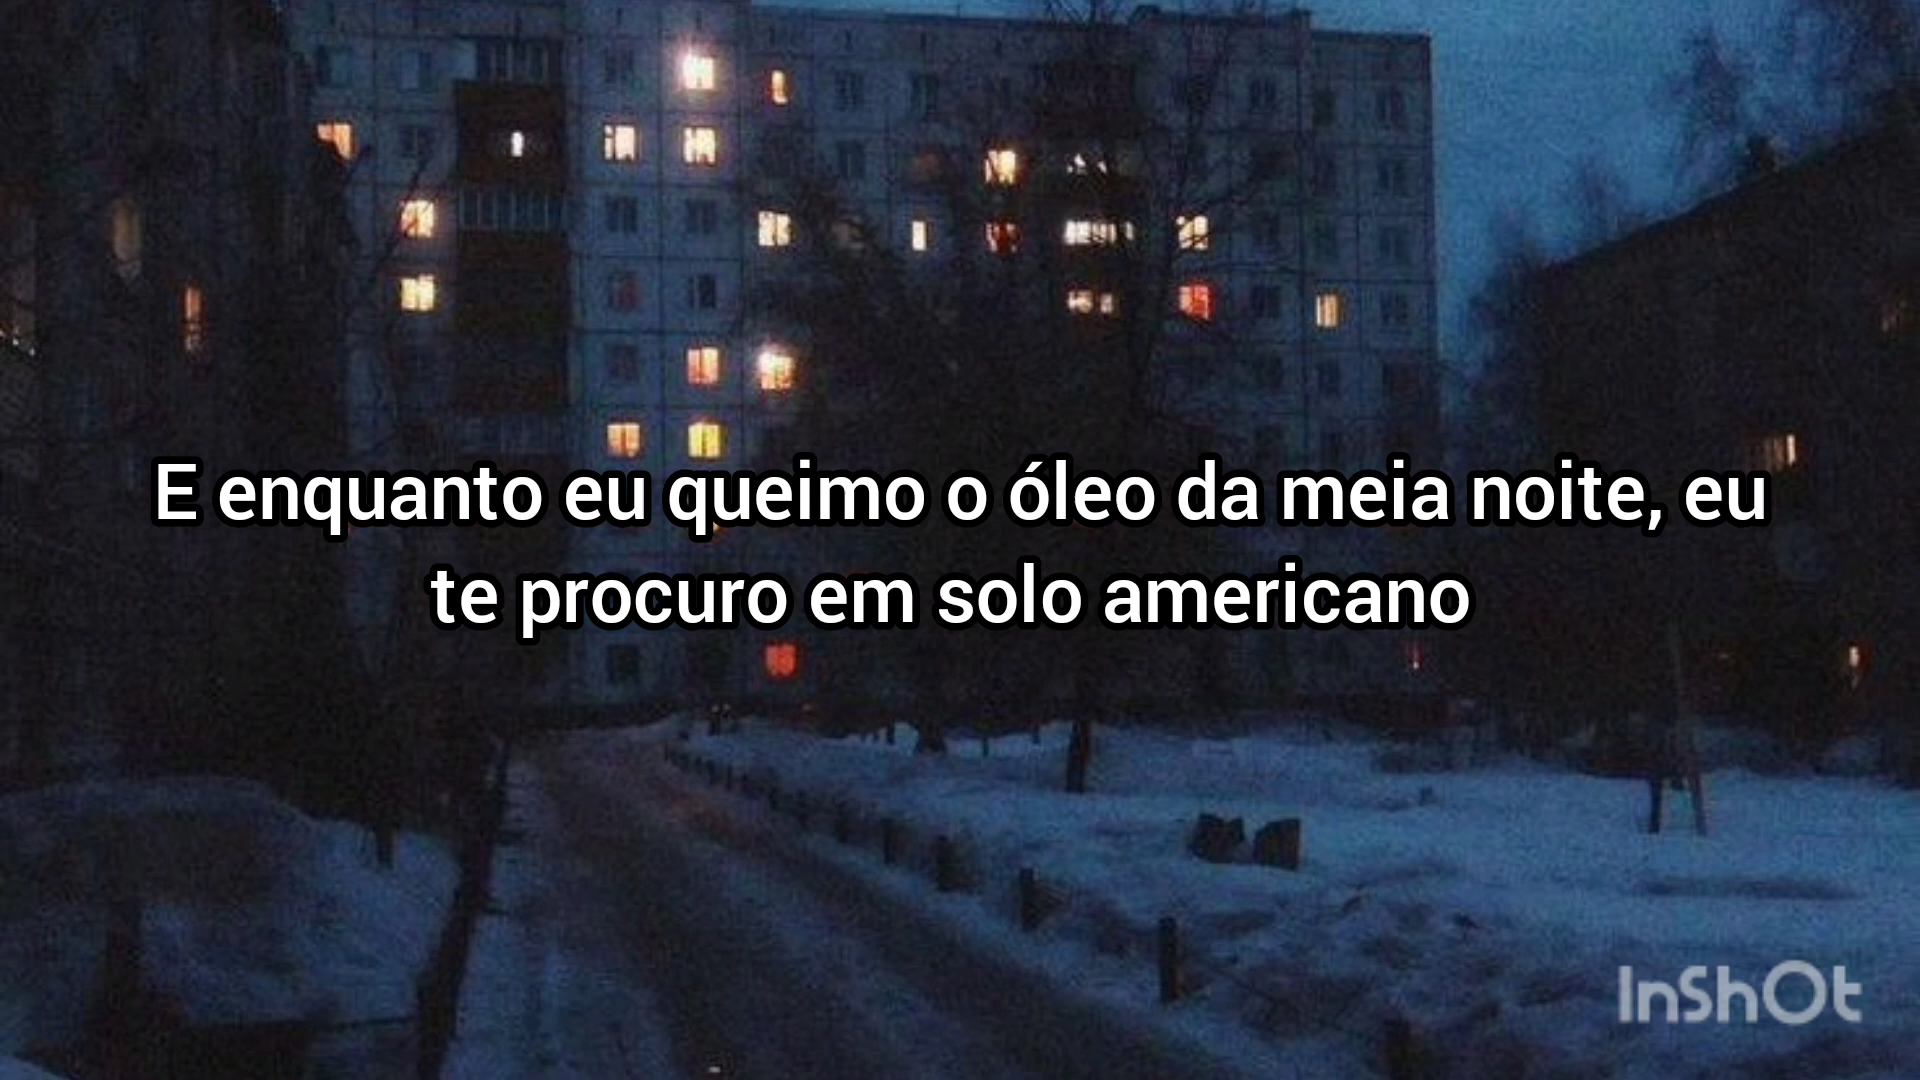 E enquanto eu queimo o óleo da meia noite, eu
te procuro em solo americano
InShOt